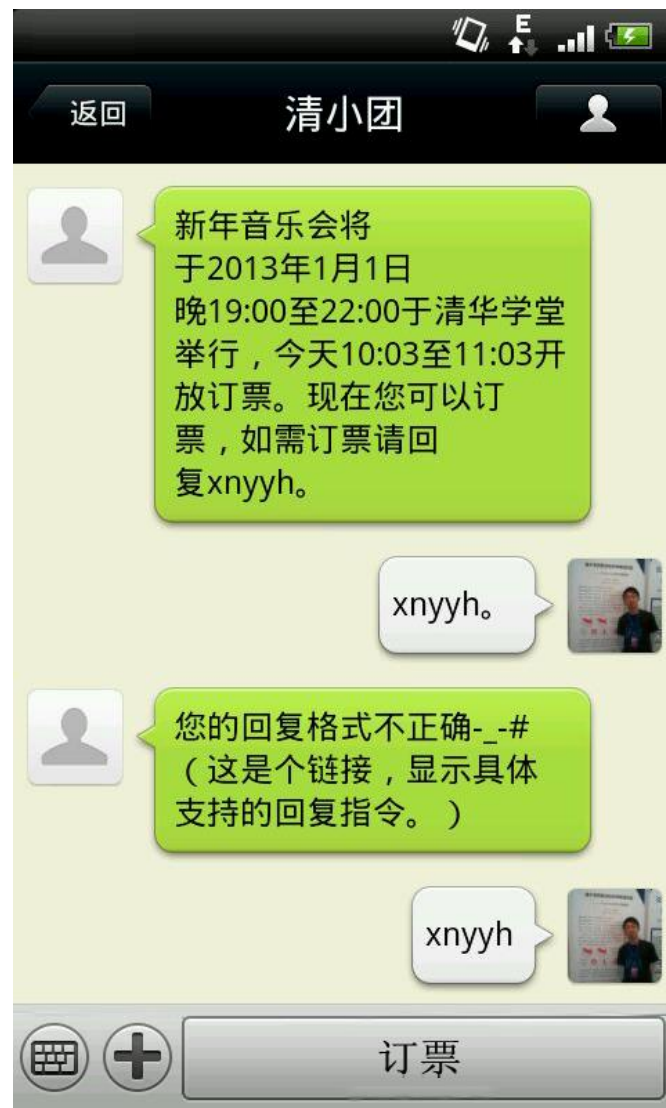 E
返回
清小团
新年音乐会将
于2013年1月1日
晚19:00至22:00于清华学堂
举行，今天10:03至11:03开
放订票。现在您可以订
票，如需订票请回
复xnyyh。
xnyyh。
您的回复格式不正确-_-#
（这是个链接，显示具体
支持的回复指令。）
xnyyh
订票